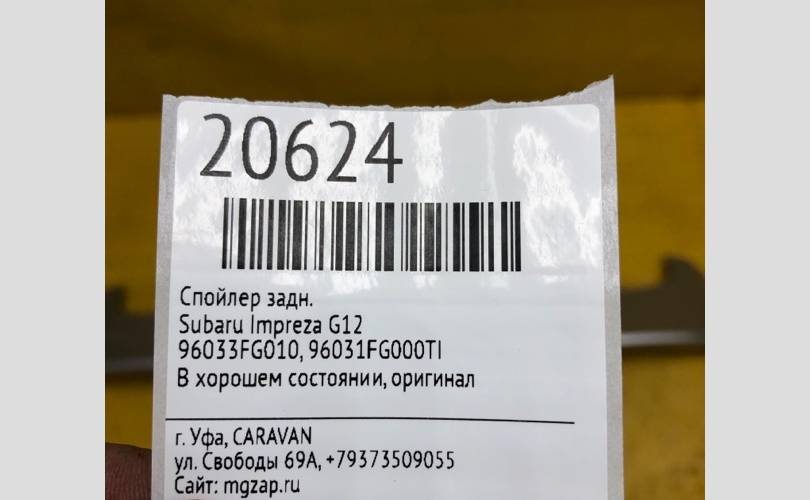 20624
Спойлер задн.
Subaru Impreza G12
96033FG010, 96031FG000TI
В хорошем состоянии, оригинал
г. Уфа, CARAVAN
ул. Свободы 69А, +79373509055
Сайт: mgzap.ru